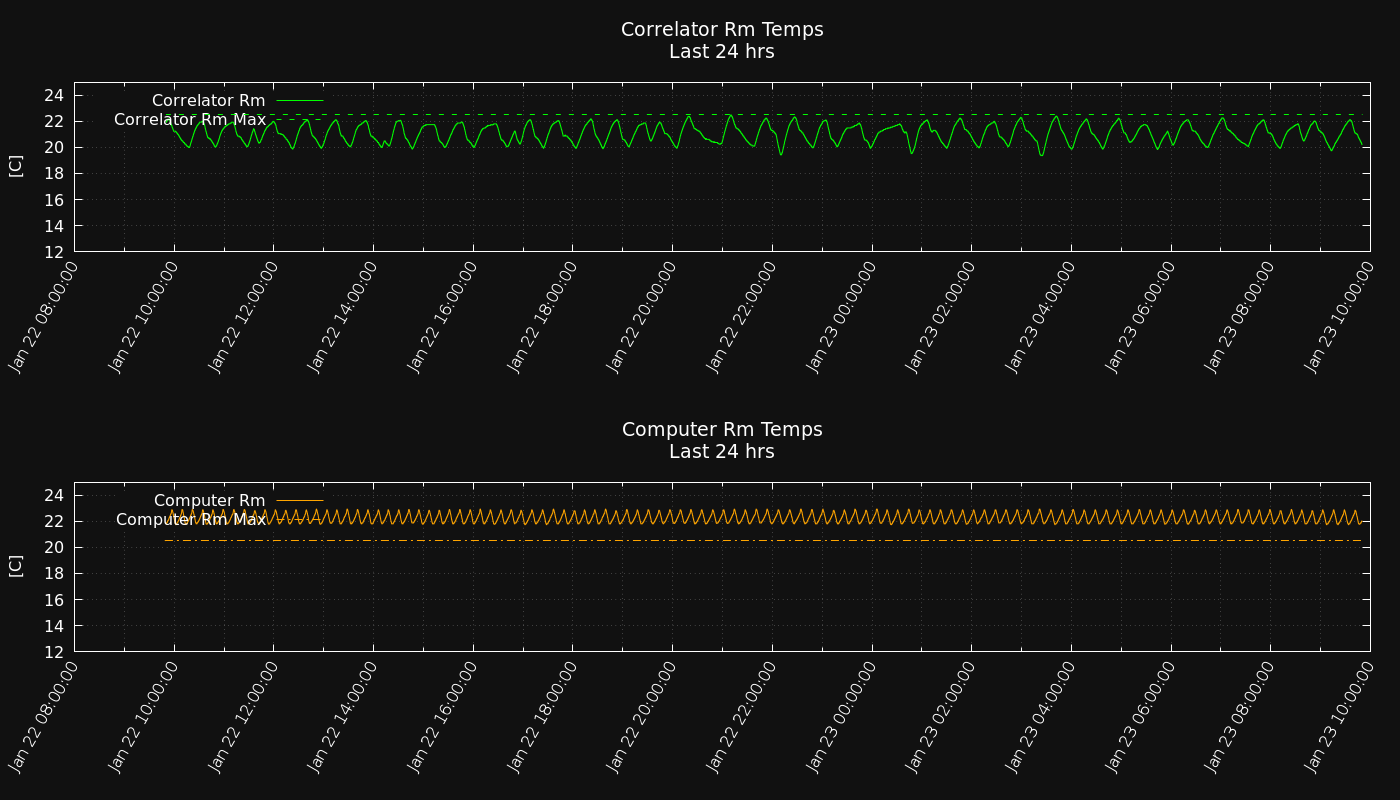 Correlator Rm Temps
Last 24 hrs
Correlator Rm
Correlator Rm Max
24
22
20
18
16
14
12
[C]
Jan 22 08:00:00
Jan 22 10:00:00
Jan 22 12:00:00
Jan 22 14:00:00
Jan 22 16:00:00
Jan 22 18:00:00
Jan 22 20:00:00
Jan 22 22:00:00
Jan 23 00:00:00
Jan 23 02:00:00
Jan 23 04:00:00
Jan 23 06:00:00
Jan 23 08:00:00
Jan 23 10:00:00
Computer Rm Temps
Last 24 hrs
Computer Rm
Computer Rm Max
24
22
20
18
16
14
12
[C]
Jan 22 08:00:00
Jan 22 10:00:00
Jan 22 12:00:00
Jan 22 14:00:00
Jan 22 16:00:00
Jan 22 18:00:00
Jan 22 20:00:00
Jan 22 22:00:00
Jan 23 00:00:00
Jan 23 02:00:00
Jan 23 04:00:00
Jan 23 06:00:00
Jan 23 08:00:00
Jan 23 10:00:00